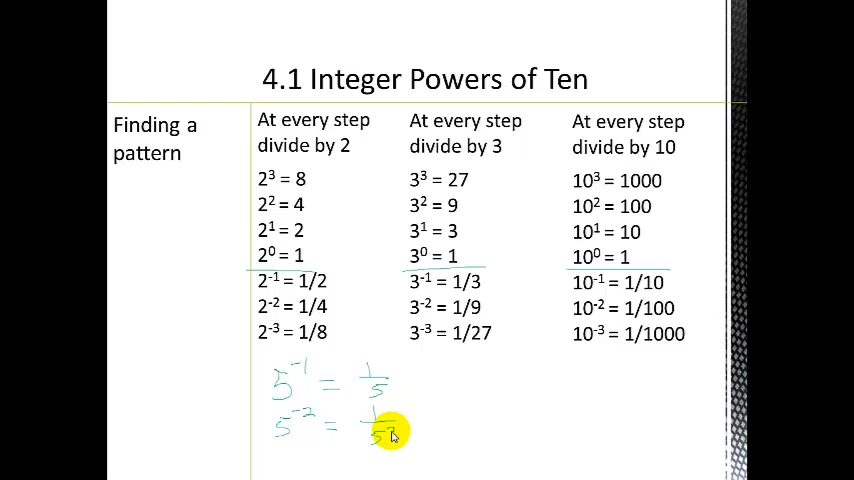 4.1 Integer Powers of Ten
Finding a
pattern
At every step
divide by 2
2³ = 8
2² = 4
2¹ = 2
2⁰ = 1
2⁻¹ = 1/2
2⁻² = 1/4
2⁻³ = 1/8
At every step
divide by 3
3³ = 27
3² = 9
3¹ = 3
3⁰ = 1
3⁻¹ = 1/3
3⁻² = 1/9
3⁻³ = 1/27
At every step
divide by 10
10³ = 1000
10² = 100
10¹ = 10
10⁰ = 1
10⁻¹ = 1/10
10⁻² = 1/100
10⁻³ = 1/1000
5⁻¹ = 1/5
5⁻² = 1/5²